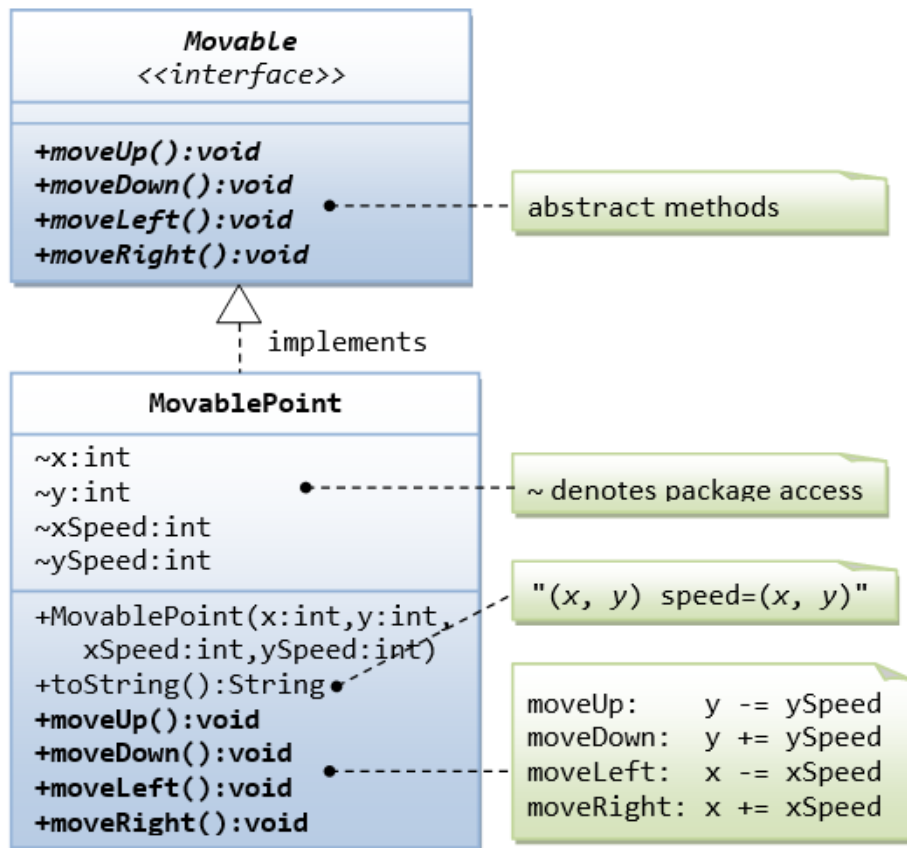 Movable
<<interface>>
+moveUp():void
+moveDown():void
+moveLeft():void
+moveRight():void
abstract methods
implements
MovablePoint
~x:int
~y:int
~xSpeed:int
~ySpeed:int
~ denotes package access
+MovablePoint(x:int,y:int,
xSpeed:int,ySpeed:int)
+toString():String
+moveUp():void
+moveDown():void
+moveLeft():void
+moveRight():void
"(x, y) speed=(x, y)"
moveUp: y -= ySpeed
moveDown: y += ySpeed
moveLeft: x -= xSpeed
moveRight: x += xSpeed